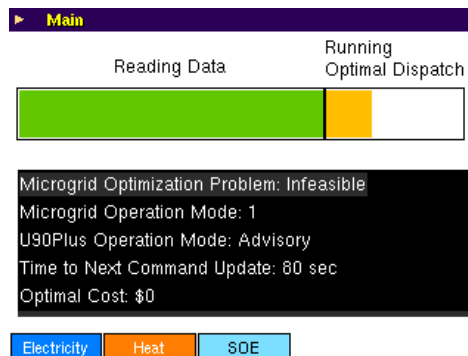 Main
Reading Data
Running
Optimal Dispatch
Microgrid Optimization Problem: Infeasible
Microgrid Operation Mode: 1
U90Plus Operation Mode: Advisory
Time to Next Command Update: 80 sec
Optimal Cost: $0
Electricity Heat SOE